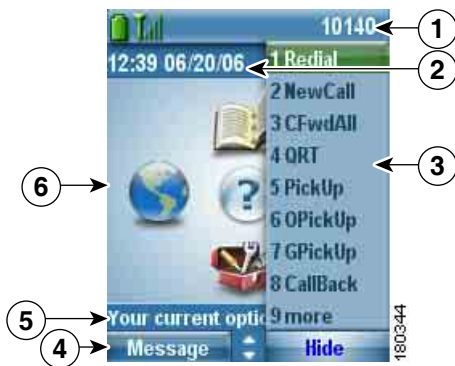 10140
1
12:39 06/20/06
2
1 Redial
2 NewCall
3 CFwdAll
4 QRT
5 PickUp
6 OPickUp
7 GPickUp
8 CallBack
9 more
3
6
?
5
Your current optio
4
Message
Hide
180344